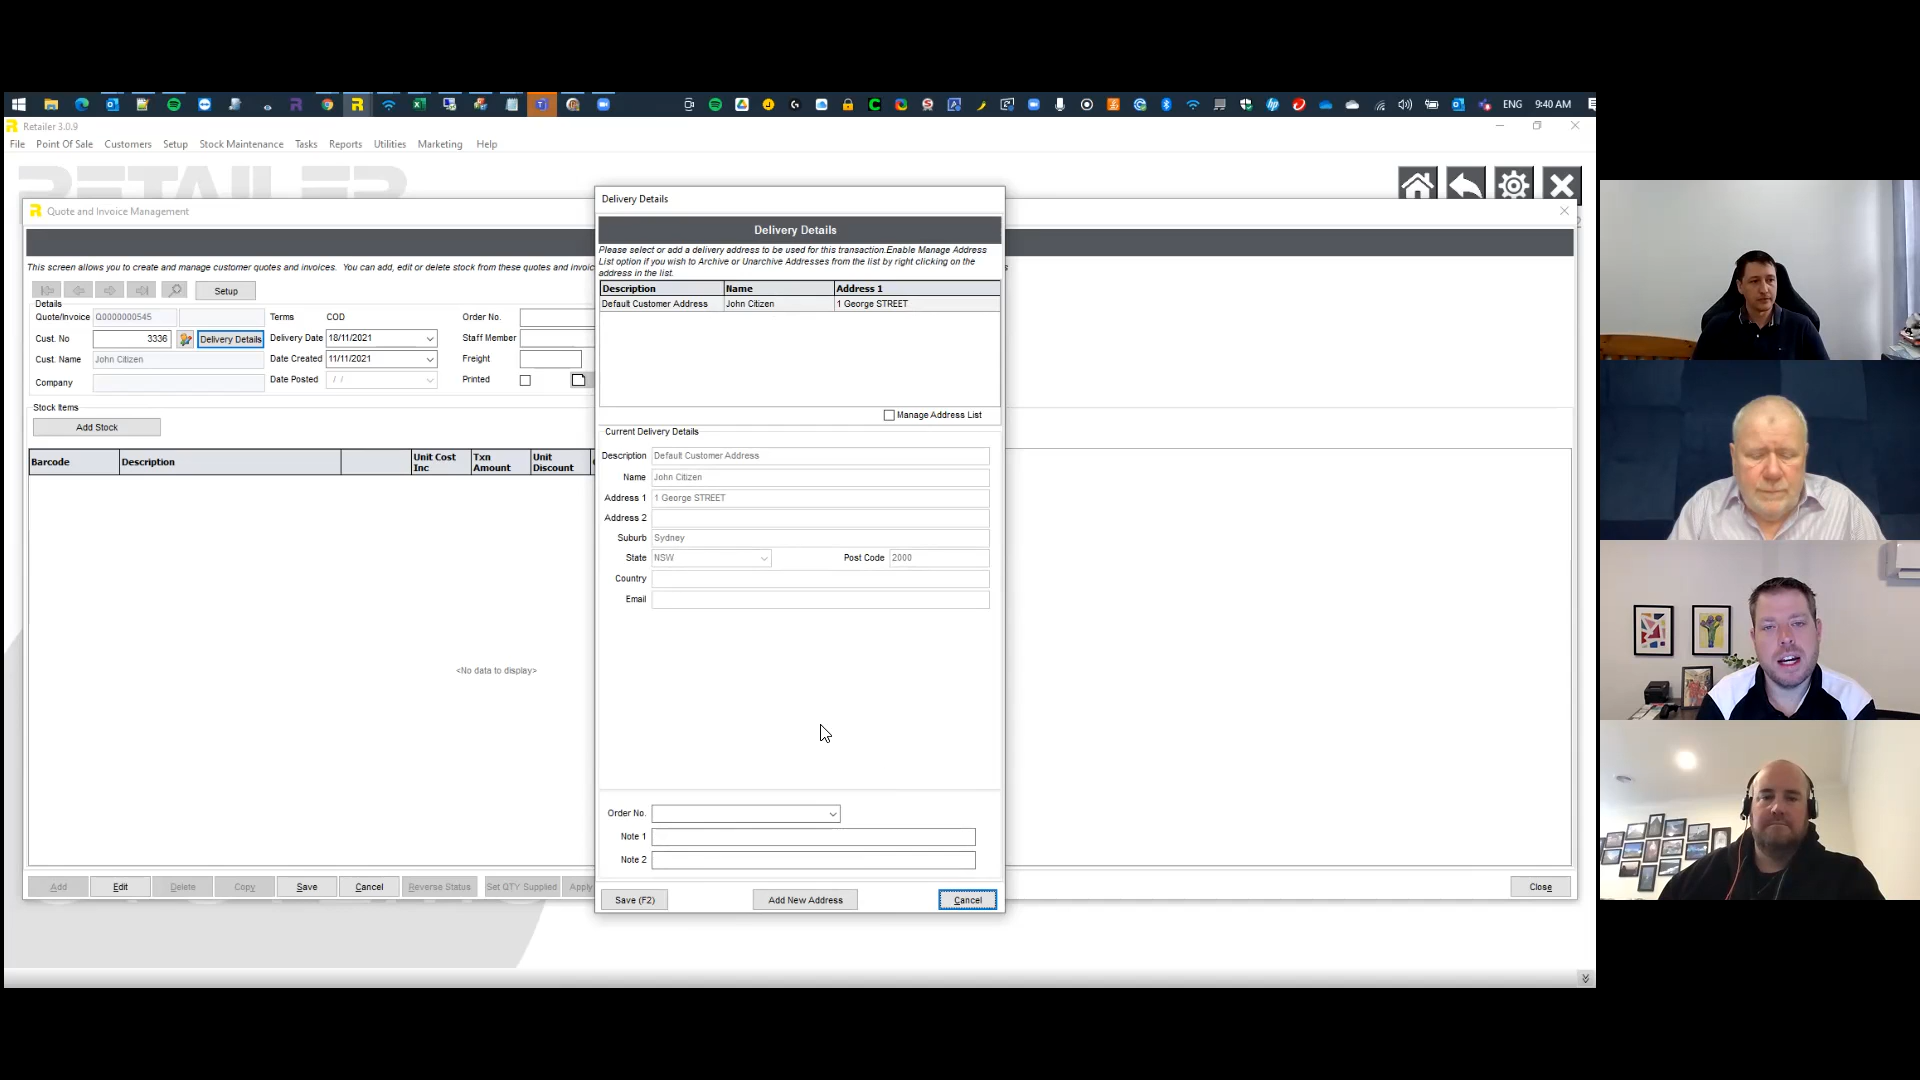 ENG 9:40 AM
Retailer 3.0.9
File Point Of Sale Customers Setup Stock Maintenance Tasks Reports Utilities Marketing Help
RETAILER
Quote and Invoice Management
This screen allows you to create and manage customer quotes and invoices. You can add, edit or delete stock from these quotes and invoic
Setup
Details
Quote/Invoice Q0000000545 Terms COD Order No.
Cust. No 3336 Delivery Details Delivery Date 18/11/2021 Staff Member
Cust. Name John Citizen Date Created 11/11/2021 Freight
Company Date Posted / / Printed
Stock Items
Add Stock
Barcode Description Unit Cost Inc Txn Amount Unit Discount
<No data to display>
Add Edit Delete Copy Save Cancel Reverse Status Set QTY Supplied Apply
Close
Delivery Details
Delivery Details
Please select or add a delivery address to be used for this transaction Enable Manage Address
List option if you wish to Archive or Unarchive Addresses from the list by right clicking on the
address in the list.
Description Name Address 1
Default Customer Address John Citizen 1 George STREET
Manage Address List
Current Delivery Details
Description Default Customer Address
Name John Citizen
Address 1 1 George STREET
Address 2
Suburb Sydney
State NSW Post Code 2000
Country
Email
Order No.
Note 1
Note 2
Save (F2) Add New Address Cancel